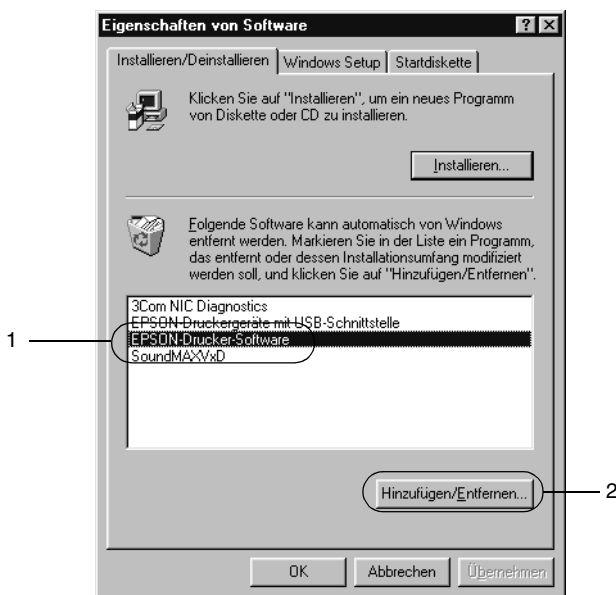 Eigenschaften von Software
Installieren/Deinstallieren Windows Setup Startdiskette
Klicken Sie auf "Installieren", um ein neues Programm
von Diskette oder CD zu installieren.
Installieren...
Folgende Software kann automatisch von Windows
entfernt werden. Markieren Sie in der Liste ein Programm,
das entfernt oder dessen Installationsumfang modifiziert
werden soll, und klicken Sie auf "Hinzufügen/Entfernen".
3Com NIC Diagnostics
EPSON-Druckergeräte mit USB-Schnittstelle
1
EPSON-Drucker-Software
SoundMAXVxD
Hinzufügen/Entfernen...
2
OK Abbrechen Übernehmen